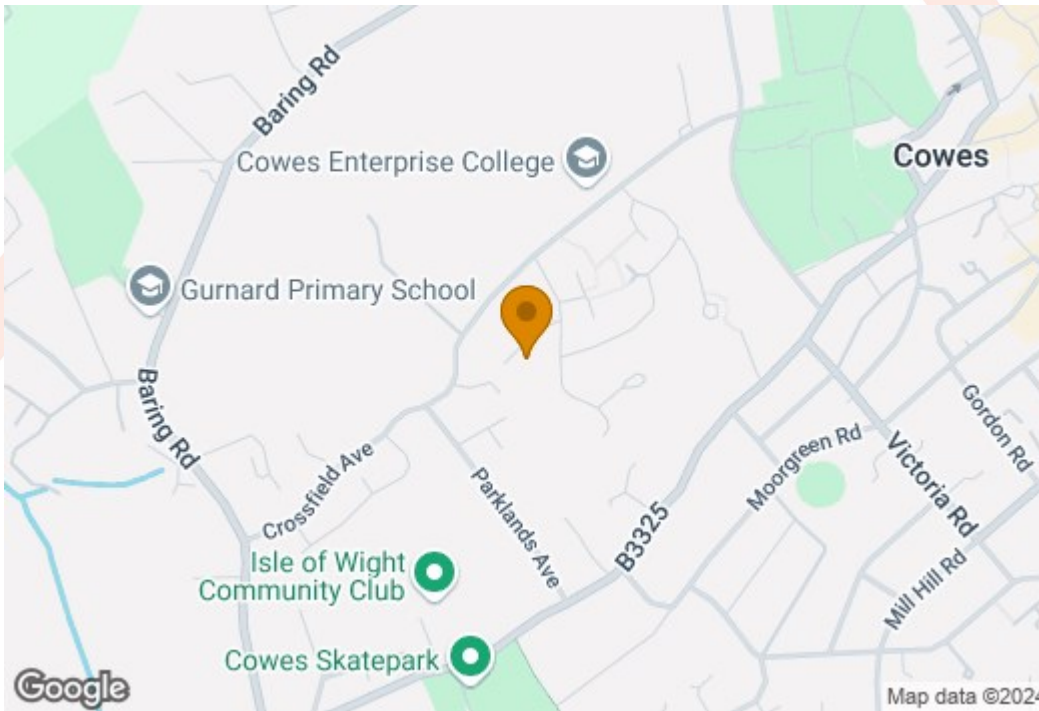 Baring Rd
Cowes Enterprise College
Cowes
Gurnard Primary School
Baring Rd
Gordon Rd
Crossfield Ave
Parklands Ave
Moorgreen Rd
Victoria Rd
B3325
Isle of Wight
Community Club
Mill Hill Rd
Cowes Skatepark
Google
Map data ©2024